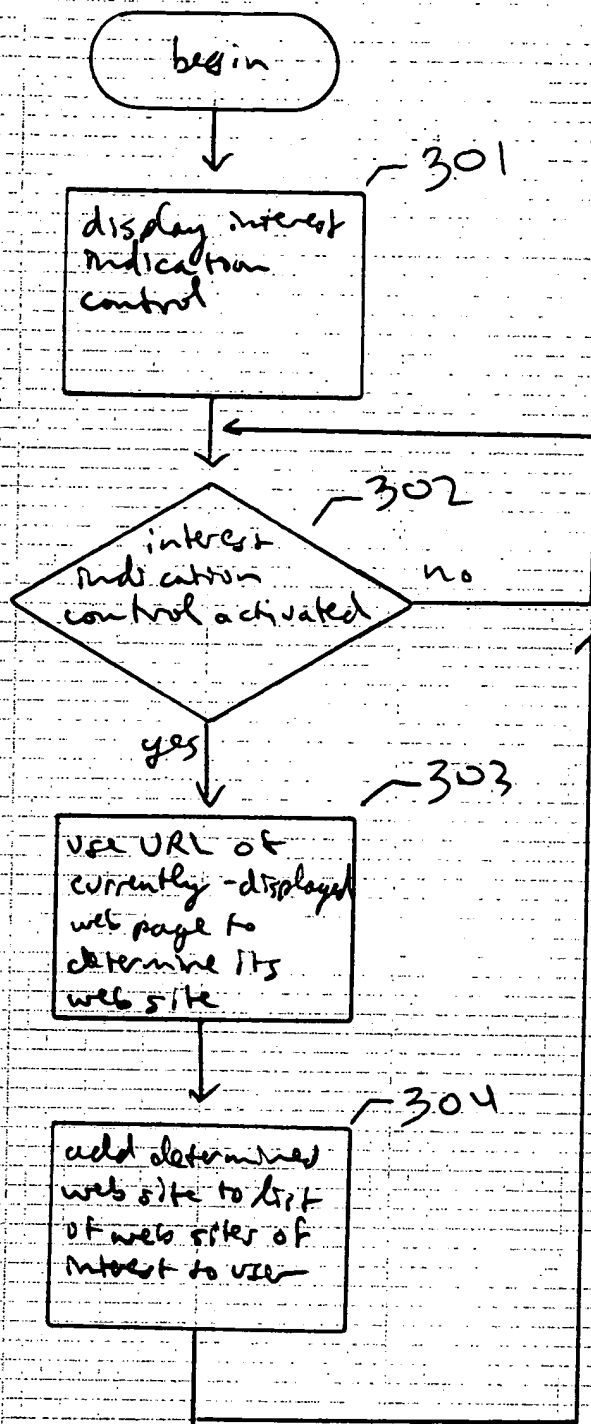 begin
301
display interest
indication
control
302
interest
indication
control activated
no
yes
303
use URL of
currently-displayed
web page to
determine its
web site
304
add determined
web site to list
of web sites of
interest to user